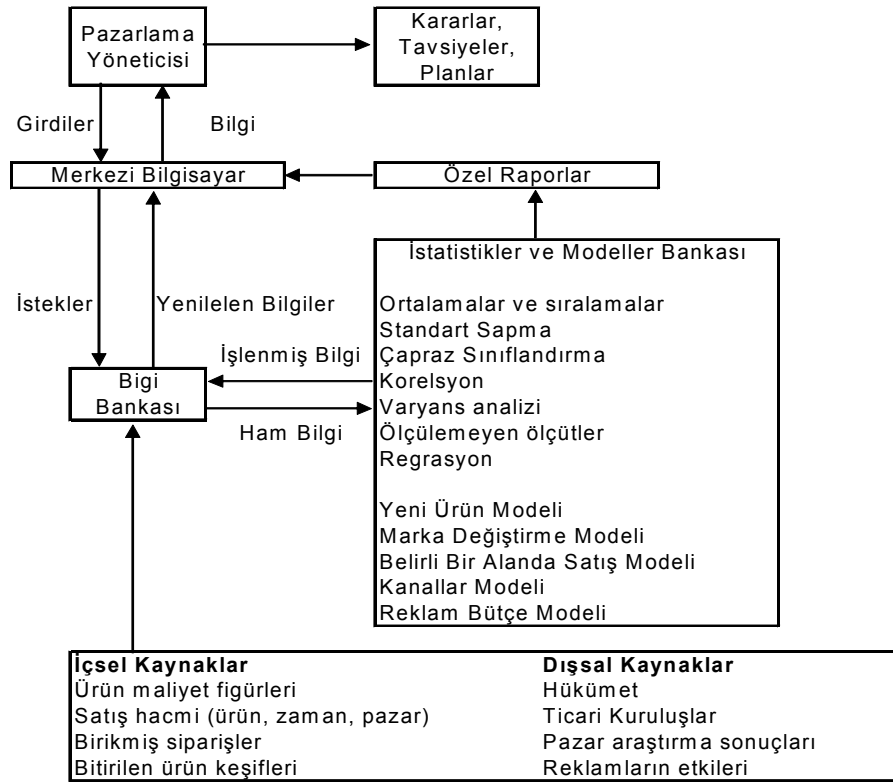 Pazarlama
Yöneticisi
Kararlar,
Tavsiyeler,
Planlar
Girdiler
Bilgi
Merkezi Bilgisayar
Özel Raporlar
İstatistikler ve Modeller Bankası
İstekler
Yenilelen Bilgiler
Ortalamalar ve sıralamalar
Standart Sapma
Çapraz Sınıflandırma
Korelsyon
Varyans analizi
Ölçülemeyen ölçütler
Regrasyon
İşlenmiş Bilgi
Bigi
Bankası
Ham Bilgi
Yeni Ürün Modeli
Marka Değiştirme Modeli
Belirli Bir Alanda Satış Modeli
Kanallar Modeli
Reklam Bütçe Modeli
İçsel Kaynaklar
Ürün maliyet figürleri
Satış hacmi (ürün, zaman, pazar)
Birikmiş siparişler
Bitirilen ürün keşifleri
Dışsal Kaynaklar
Hükümet
Ticari Kuruluşlar
Pazar araştırma sonuçları
Reklamların etkileri